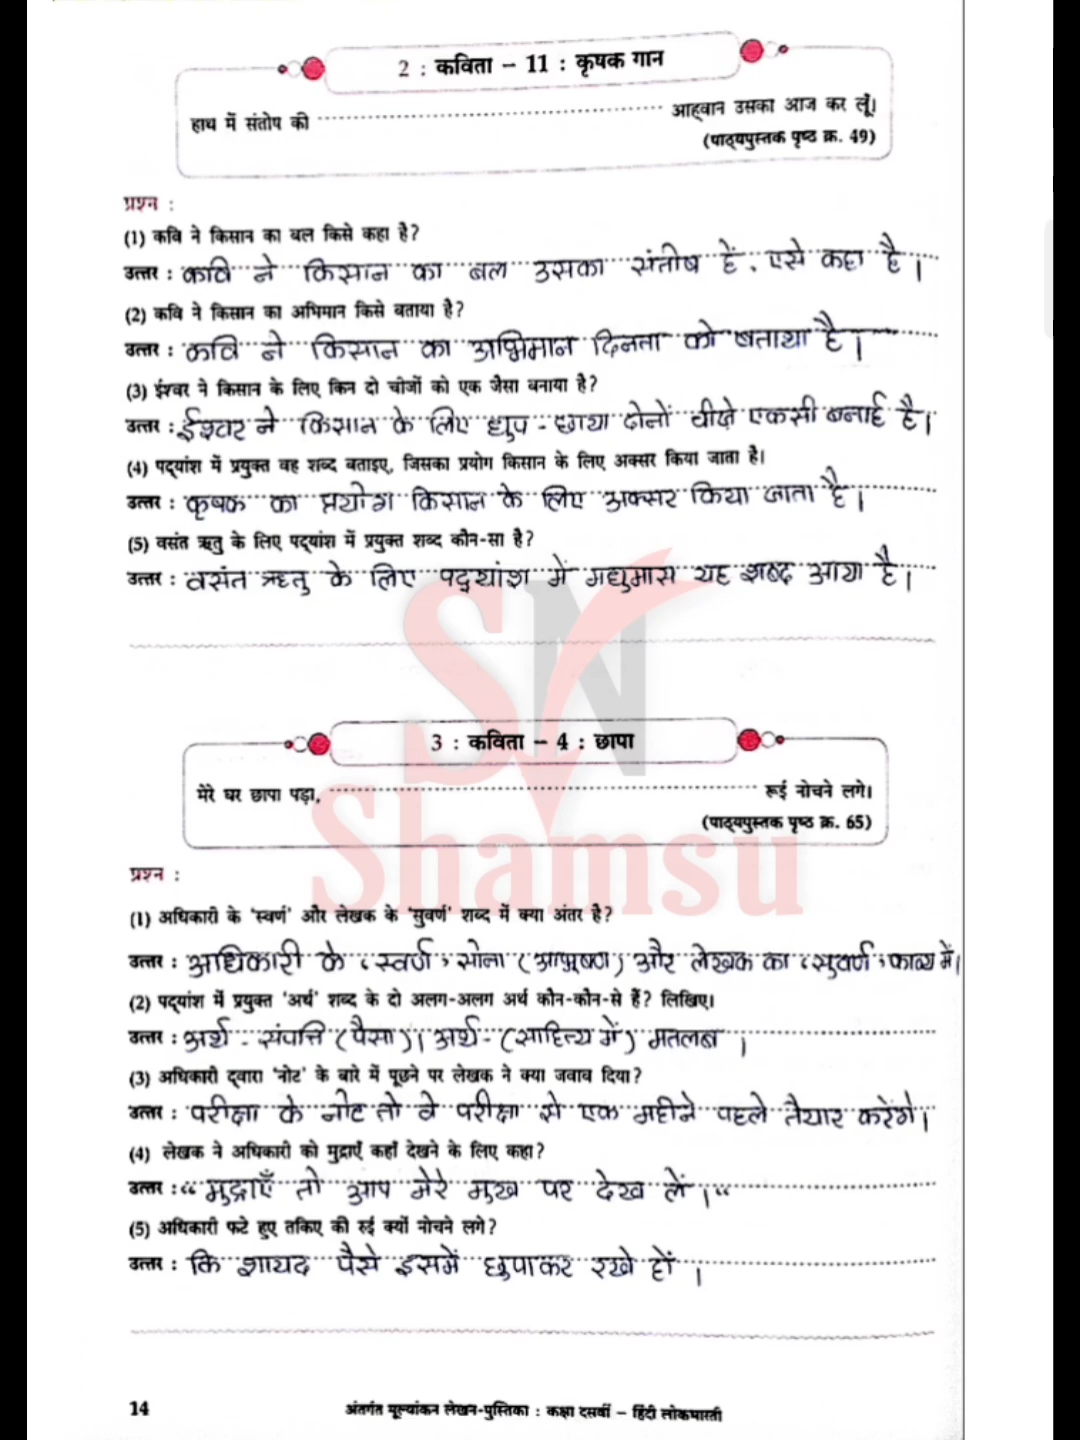 2 : कविता – 11 : कृषक गान
हाथ में संतोष की ............ आह्वान उसका आज कर लूँ।
(पाठ्यपुस्तक पृष्ठ क्र. 49)
प्रश्न :
(1) कवि ने किसान का बल किसे कहा है?
उत्तर : कवि ने किसान का बल उसका संतोष हें, एसे कहा है।
(2) कवि ने किसान का अभिमान किसे बताया है?
उत्तर : कवि ने किसान का अभिमान दिनता को बताया है।
(3) ईश्वर ने किसान के लिए किन दो चीजों को एक जैसा बनाया है?
उत्तर : ईश्वर ने किसान के लिए धुप - छाया दोनों चीजे एकसी बनाई है।
(4) पद्यांश में प्रयुक्त वह शब्द बताइए, जिसका प्रयोग किसान के लिए अक्सर किया जाता है।
उत्तर : कृषक का प्रयोग किसान के लिए अक्सर किया जाता है।
(5) वसंत ऋतु के लिए पद्यांश में प्रयुक्त शब्द कौन-सा है?
उत्तर : वसंत ऋतु के लिए पद्यांश में मधुमास यह शब्द आया है।
SN
Shamsu
3 : कविता – 4 : छापा
मेरे घर छापा पड़ा, ............ रूई नोचने लगे।
(पाठ्यपुस्तक पृष्ठ क्र. 65)
प्रश्न :
(1) अधिकारी के 'स्वर्ण' और लेखक के 'सुवर्ण' शब्द में क्या अंतर है?
उत्तर : अधिकारी के ‘स्वर्ण’ सोना (आभूषण) और लेखक का ‘सुवर्ण’ काव्य में।
(2) पद्यांश में प्रयुक्त 'अर्थ' शब्द के दो अलग-अलग अर्थ कौन-कौन-से हैं? लिखिए।
उत्तर : अर्थ - संपत्ति (पैसा)। अर्थ - (साहित्य में) मतलब ।
(3) अधिकारी द्वारा 'नोट' के बारे में पूछने पर लेखक ने क्या जवाब दिया?
उत्तर : परीक्षा के नोट तो वे परीक्षा से एक महीने पहले तैयार करेंगे।
(4) लेखक ने अधिकारी को मुद्राएँ कहाँ देखने के लिए कहा?
उत्तर : “मुद्राएँ तो आप मेरे मुख पर देख लें।“
(5) अधिकारी फटे हुए तकिए की रुई क्यों नोचने लगे?
उत्तर : कि शायद पैसे इसमें छुपाकर रखे हों ।
14
अंतर्गत मूल्यांकन लेखन-पुस्तिका : कक्षा दसवीं – हिंदी लोकभारती